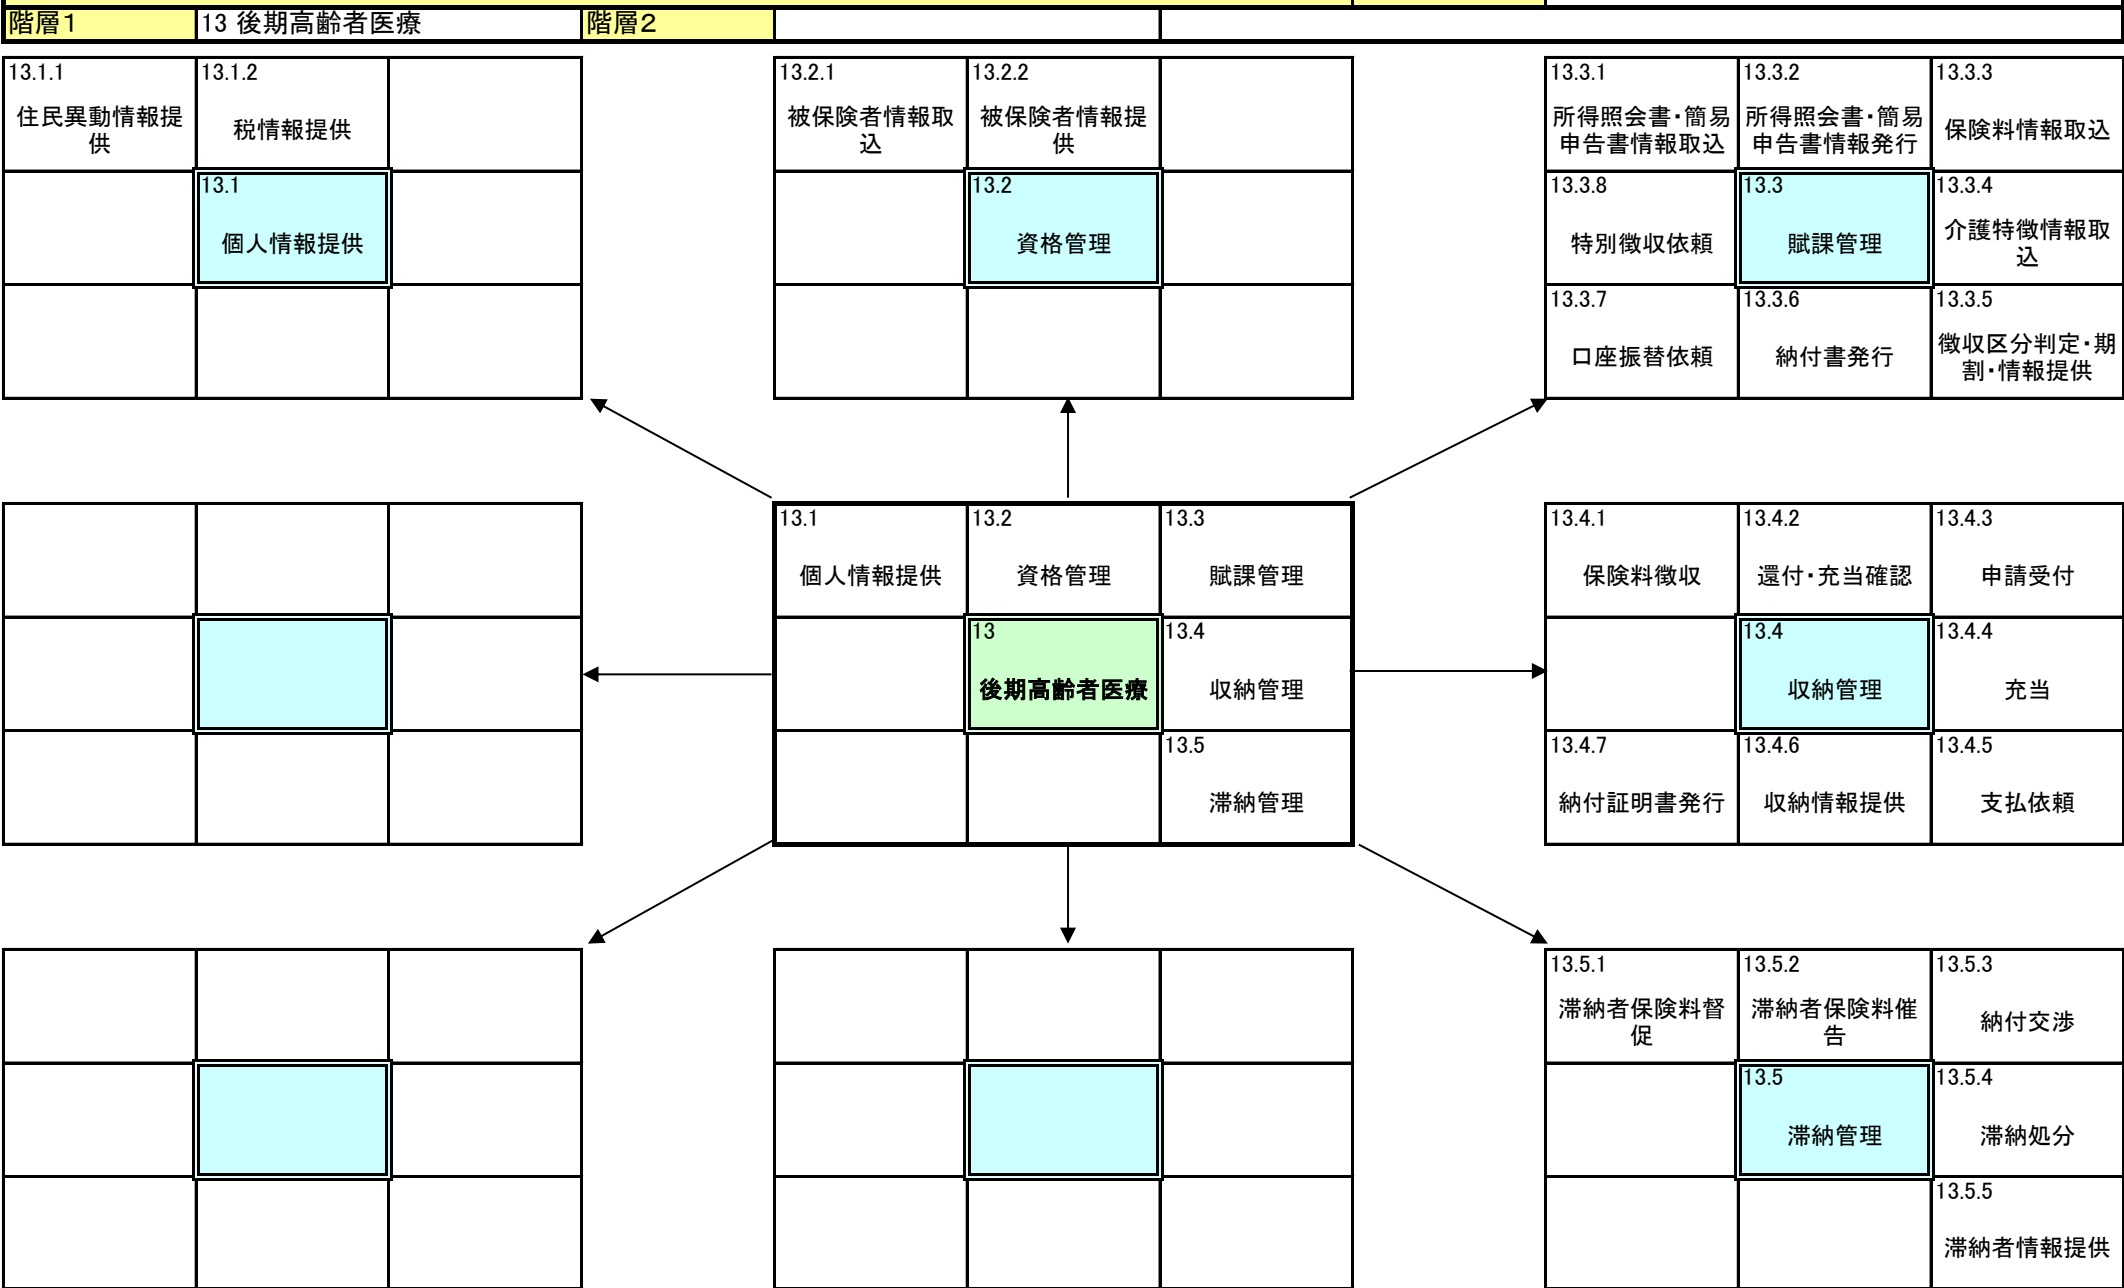 階層1
13 後期高齢者医療
階層2
13.1.1
住民異動情報提
供
13.1.2
税情報提供
13.1
個人情報提供
13.2.1
被保険者情報取
込
13.2.2
被保険者情報提
供
13.2
資格管理
13.3.1
所得照会書・簡易
申告書情報取込
13.3.2
所得照会書・簡易
申告書情報発行
13.3.3
保険料情報取込
13.3.8
特別徴収依頼
13.3
賦課管理
13.3.4
介護特徴情報取
込
13.3.7
口座振替依頼
13.3.6
納付書発行
13.3.5
徴収区分判定・期
割・情報提供
13.1
個人情報提供
13.2
資格管理
13.3
賦課管理
13
後期高齢者医療
13.4
収納管理
13.5
滞納管理
13.4.1
保険料徴収
13.4.2
還付・充当確認
13.4.3
申請受付
13.4
収納管理
13.4.4
充当
13.4.7
納付証明書発行
13.4.6
収納情報提供
13.4.5
支払依頼
13.5.1
滞納者保険料督
促
13.5.2
滞納者保険料催
告
13.5.3
納付交渉
13.5
滞納管理
13.5.4
滞納処分
13.5.5
滞納者情報提供